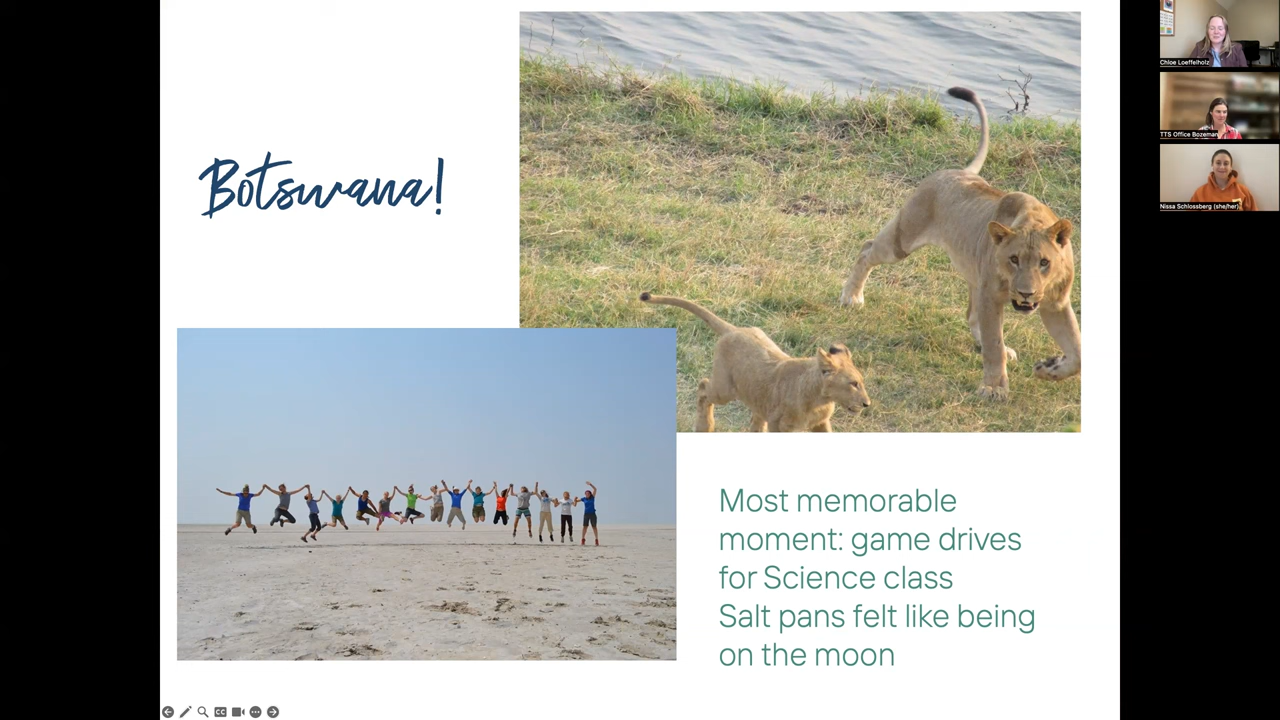 Botswana!
Most memorable
moment: game drives
for Science class
Salt pans felt like being
on the moon
Chloe Loeffelholz
TTS Office Bozeman
Nissa Schlossberg (she/her)
CC